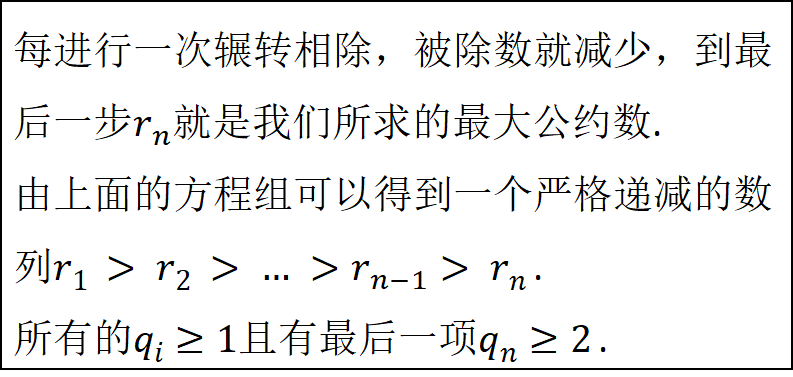 每进行一次辗转相除，被除数就减少，到最
后一步𝑟ₙ就是我们所求的最大公约数.
由上面的方程组可以得到一个严格递减的数
列𝑟₁ > 𝑟₂ > … > 𝑟ₙ₋₁ > 𝑟ₙ.
所有的𝑞ᵢ ≥ 1且有最后一项𝑞ₙ ≥ 2.